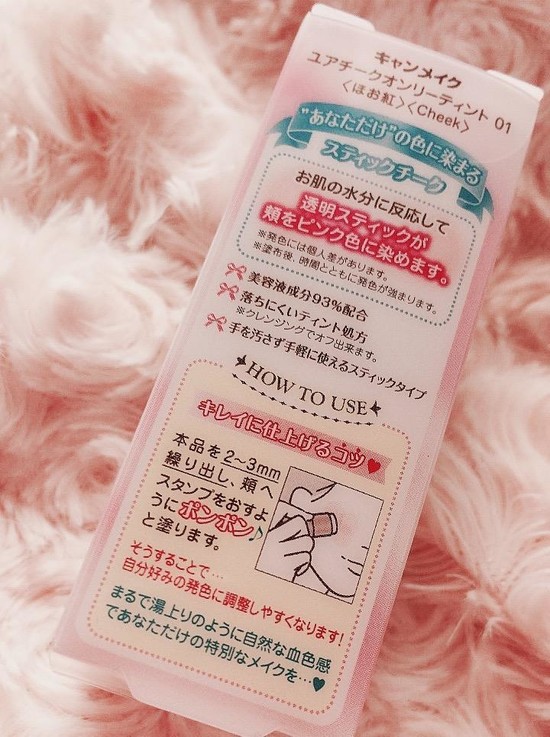 キャンメイク
ユアチークオンリーティント 01
〈ほお紅〉〈Cheek〉
"あなただけ"の色に染まる
スティックチーク
お肌の水分に反応して
透明スティックが
頬をピンク色に染めます。
※発色には個人差があります。
※塗布後、時間とともに発色が強まります。
美容液成分93%配合
落ちにくいティント処方
※クレンジングでオフ出来ます。
手を汚さず手軽に使えるスティックタイプ
HOW TO USE
キレイに仕上げるコツ♥
本品を2〜3mm
繰り出し、頬へ
スタンプをおすよ
うにポンポン♪
と塗ります。
そうすることで…
自分好みの発色に調整しやすくなります!
まるで湯上りのように自然な血色感
であなただけの特別なメイクを…♥